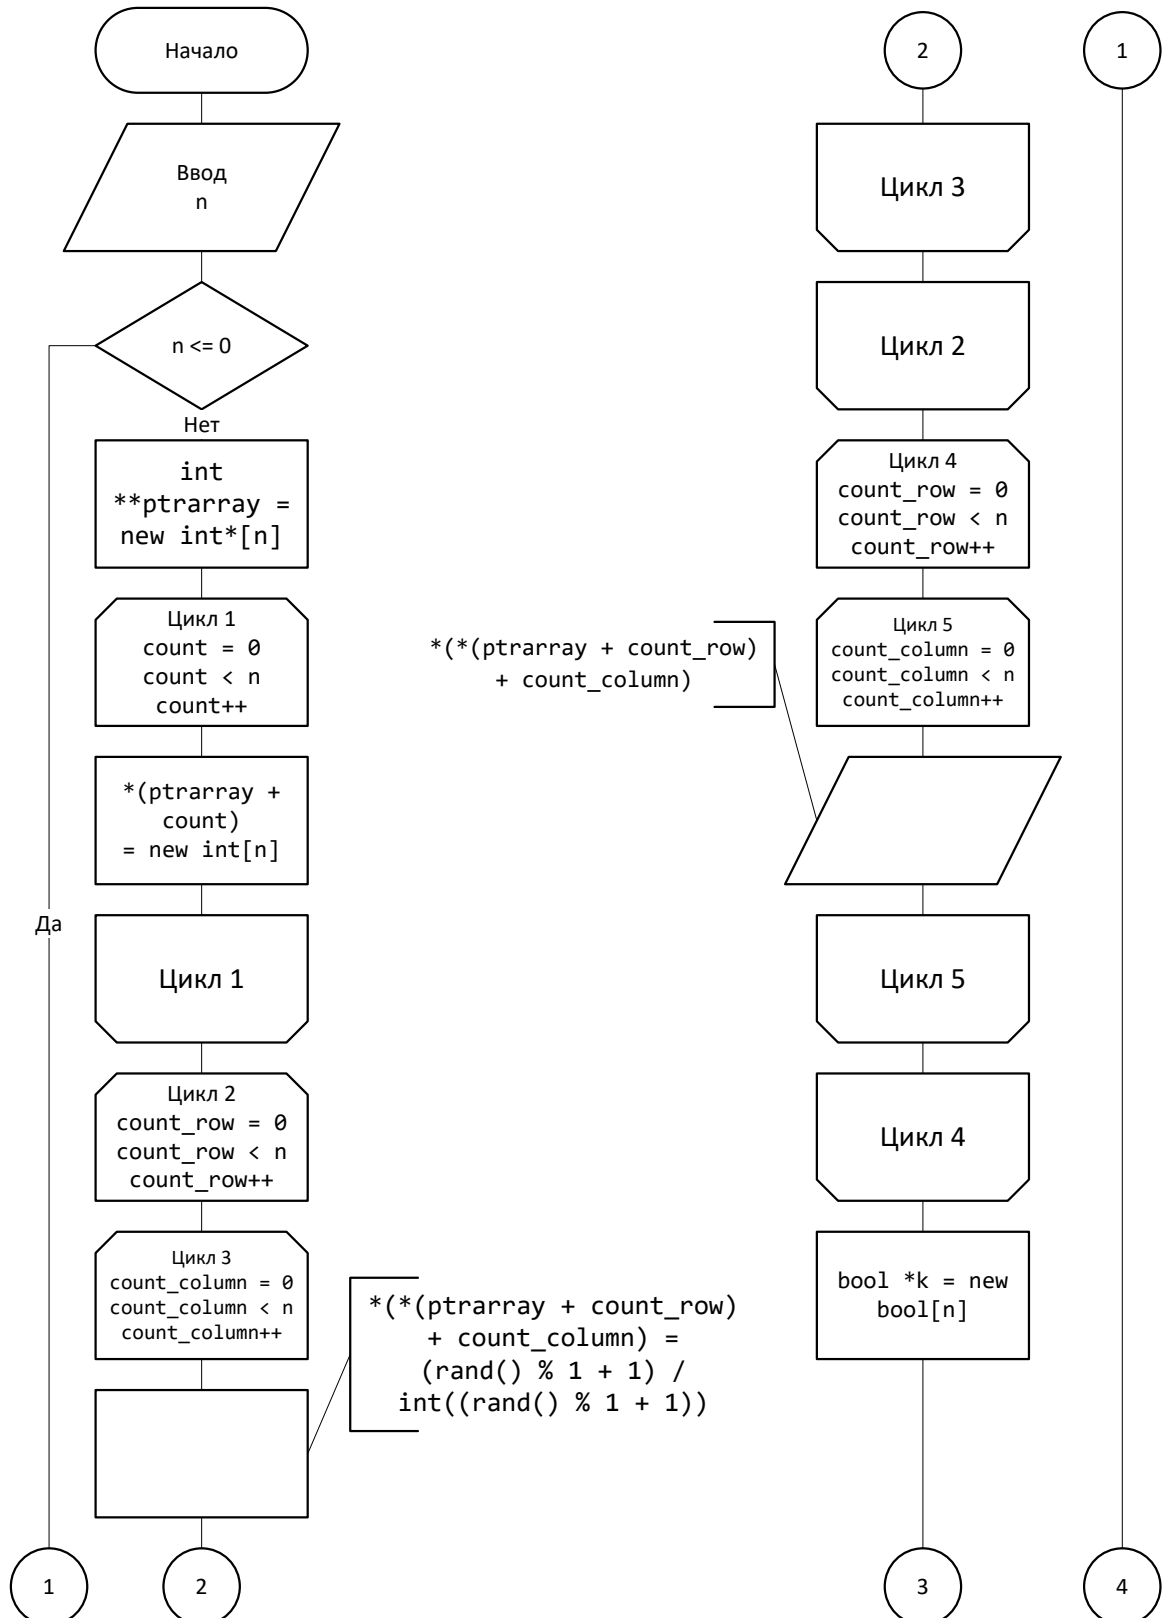 Начало
Ввод
n
n <= 0
Нет
int
**ptrarray =
new int*[n]
Цикл 1
count = 0
count < n
count++
*(ptrarray +
count)
= new int[n]
Да
Цикл 1
Цикл 2
count_row = 0
count_row < n
count_row++
Цикл 3
count_column = 0
count_column < n
count_column++
*(*(ptrarray + count_row)
+ count_column) =
(rand() % 1 + 1) /
int((rand() % 1 + 1))
1
2
2
Цикл 3
Цикл 2
Цикл 4
count_row = 0
count_row < n
count_row++
Цикл 5
count_column = 0
count_column < n
count_column++
*(*(ptrarray + count_row)
+ count_column)
Цикл 5
Цикл 4
bool *k = new
bool[n]
3
1
4